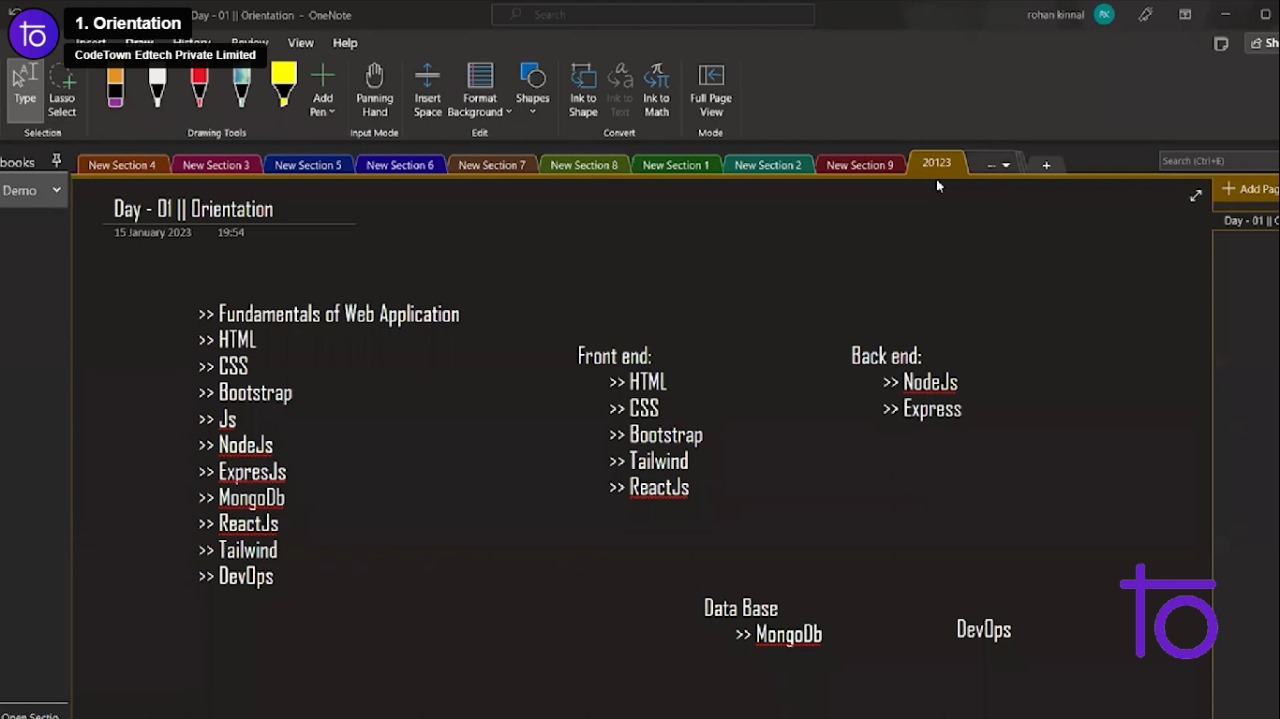 1. Orientation
CodeTown Edtech Private Limited
Day - 01 || Orientation - OneNote
Search
rohan kinnal
RK
Insert Draw History Review View Help
Sh
Type
Lasso
Select
Add
Pen
Panning
Hand
Insert
Space
Format
Background
Shapes
Ink to
Shape
Ink to
Text
Ink to
Math
Full Page
View
Selection
Drawing Tools
Input Mode
Edit
Convert
Mode
books
New Section 4
New Section 3
New Section 5
New Section 6
New Section 7
New Section 8
New Section 1
New Section 2
New Section 9
20123
Search (Ctrl+E)
Demo
Add Pag
Day - 01 || O
Day - 01 || Orientation
15 January 2023 19:54
>> Fundamentals of Web Application
>> HTML
>> CSS
>> Bootstrap
>> Js
>> NodeJs
>> ExpresJs
>> MongoDb
>> ReactJs
>> Tailwind
>> DevOps
Front end:
>> HTML
>> CSS
>> Bootstrap
>> Tailwind
>> ReactJs
Back end:
>> NodeJs
>> Express
Data Base
>> MongoDb
DevOps
to
Open Sectio